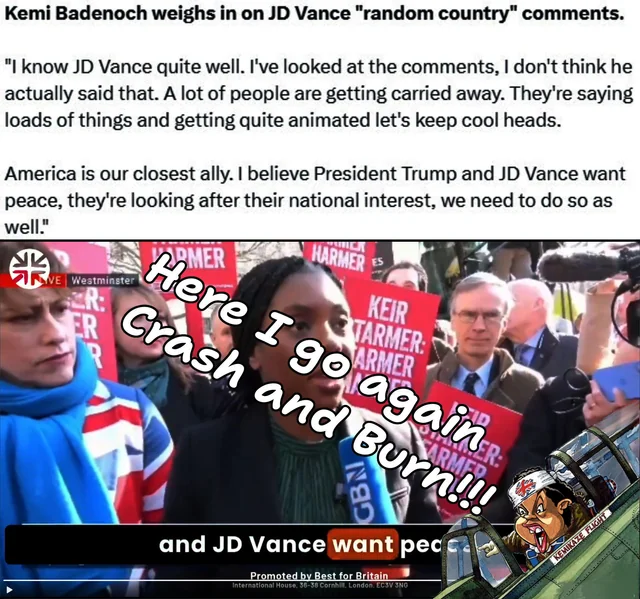 Kemi Badenoch weighs in on JD Vance "random country" comments.
"I know JD Vance quite well. I've looked at the comments, I don't think he
actually said that. A lot of people are getting carried away. They're saying
loads of things and getting quite animated let's keep cool heads.
America is our closest ally. I believe President Trump and JD Vance want
peace, they're looking after their national interest, we need to do so as
well."
Westminster
HARMER
KEIR
Here I go again
Crash and Burn!!!
GBN
KEMIKAZE FLIGHT
and JD Vance want peac
Promoted by Best for Britain
International House, 36-38 Cornhill, London, EC3V 3NG